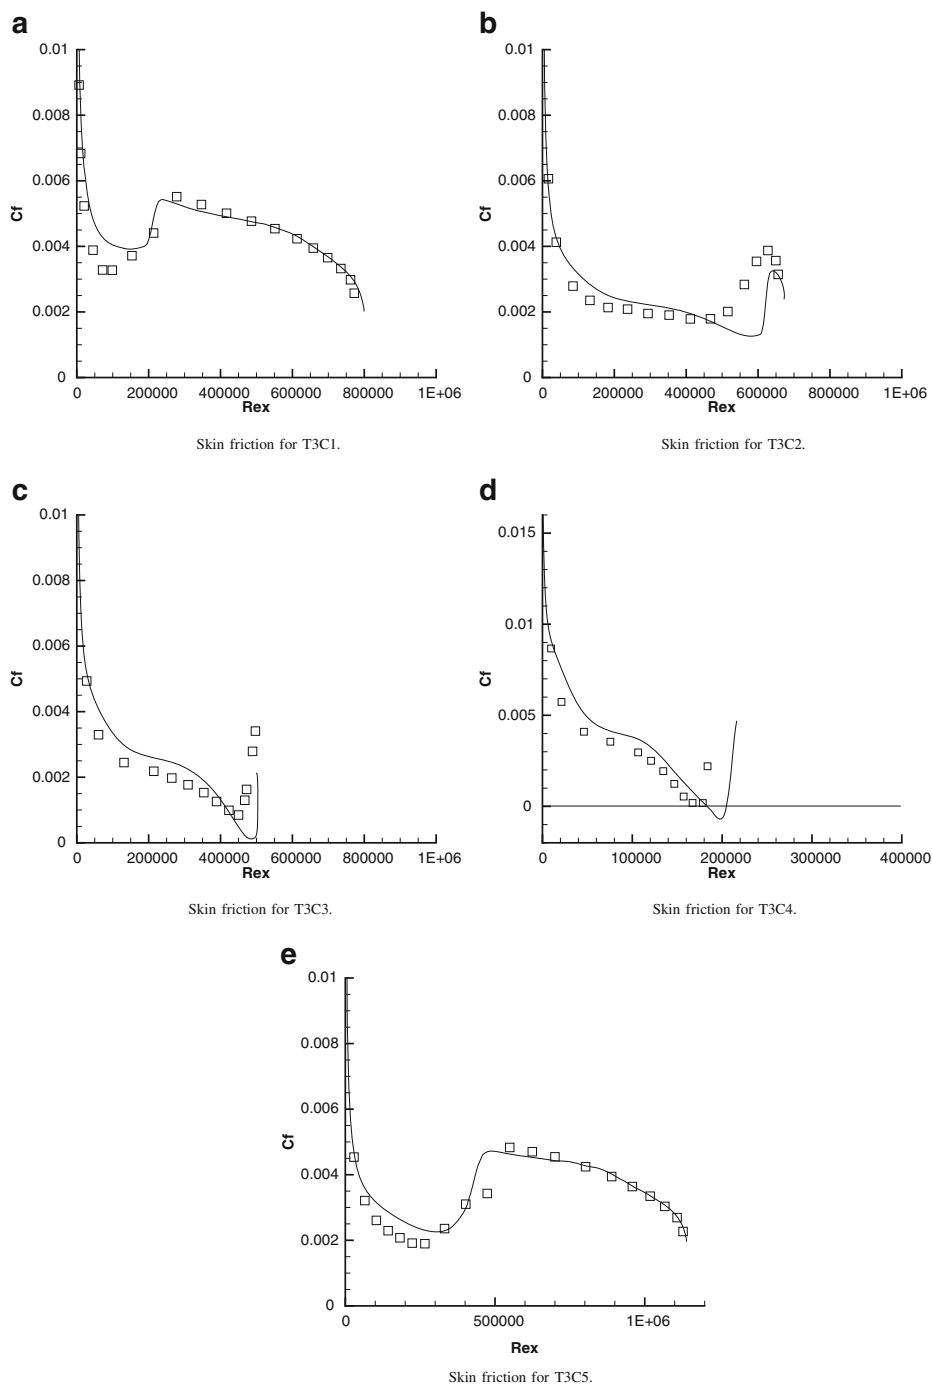 a
b
0.01
0.008
0.006
0.004
0.002
0
Cf
0 200000 400000 600000 800000 1E+06
Rex
Skin friction for T3C1.
0.01
0.008
0.006
0.004
0.002
0
Cf
0 200000 400000 600000 800000 1E+06
Rex
Skin friction for T3C2.
c
d
0.01
0.008
0.006
0.004
0.002
0
Cf
0 200000 400000 600000 800000 1E+06
Rex
Skin friction for T3C3.
0.015
0.01
0.005
0
Cf
0 100000 200000 300000 400000
Rex
Skin friction for T3C4.
e
0.01
0.008
0.006
0.004
0.002
0
Cf
0 500000 1E+06
Rex
Skin friction for T3C5.